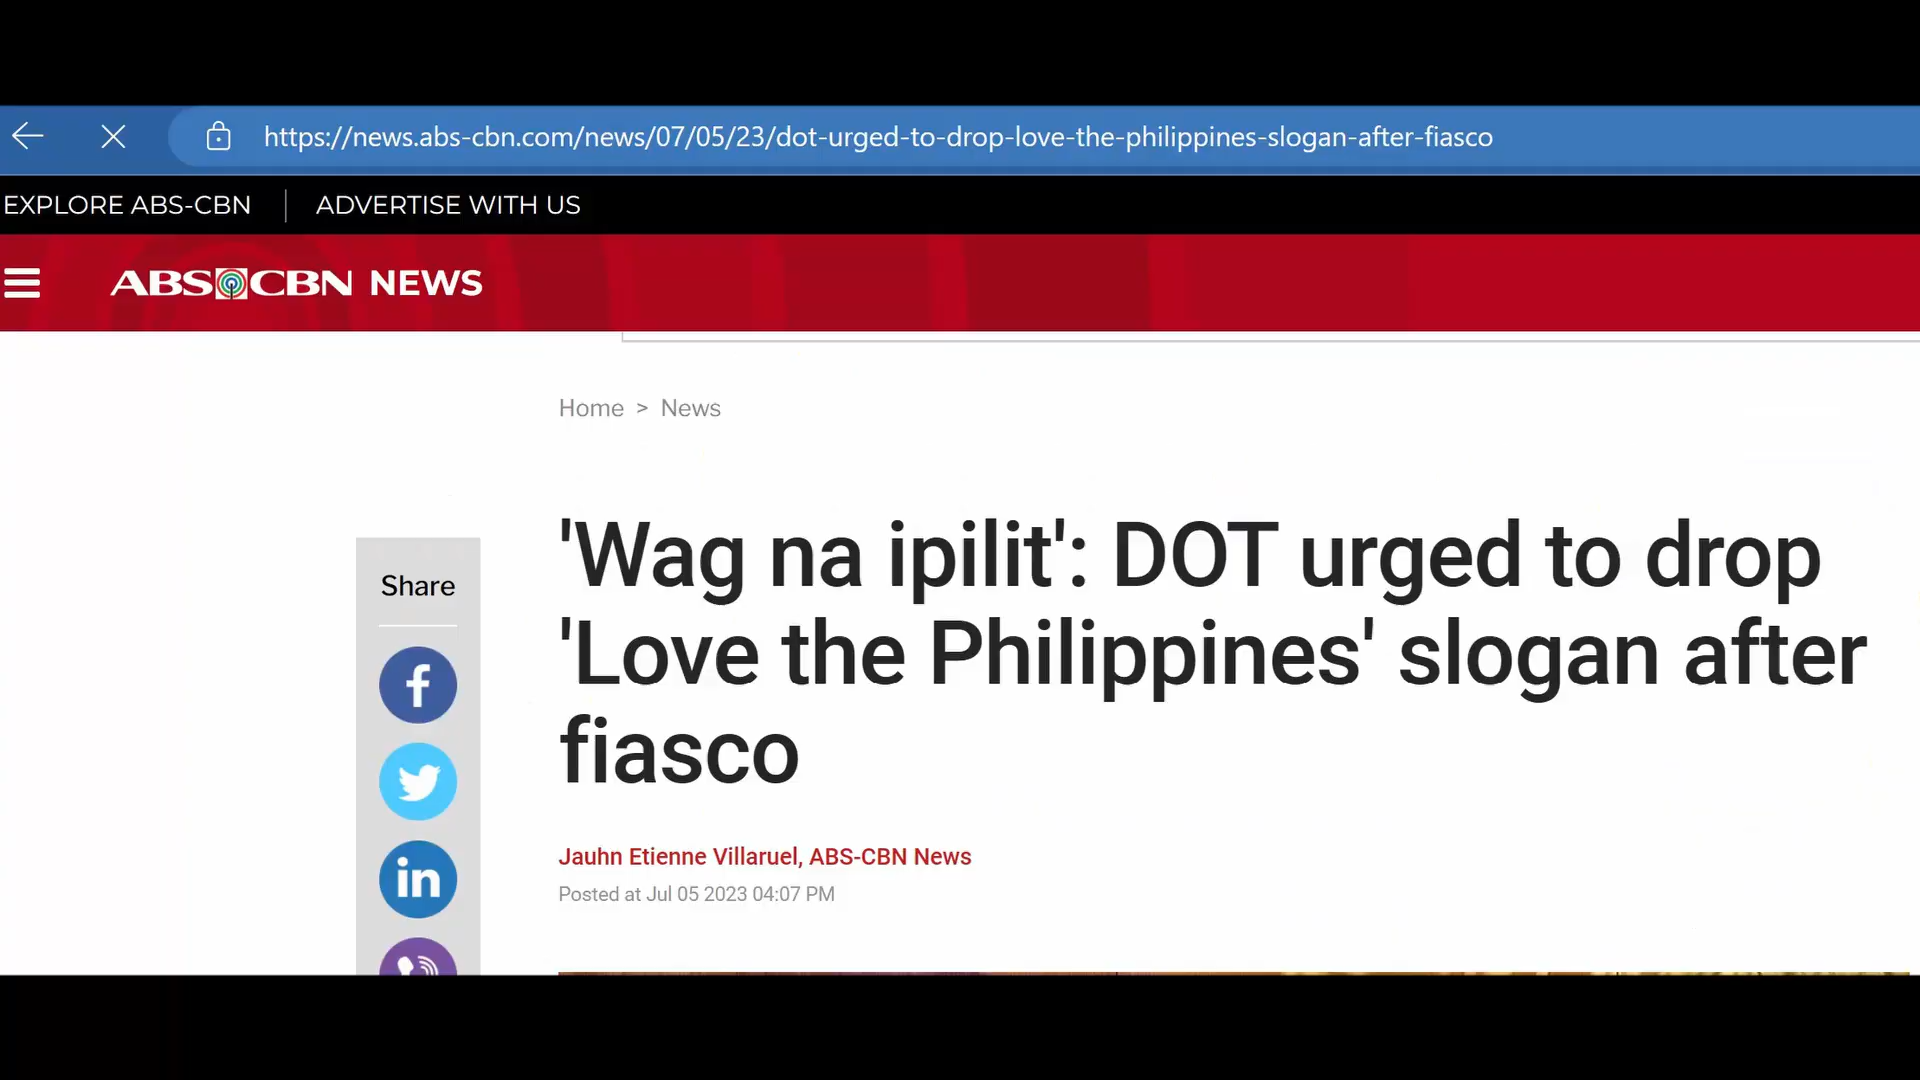 https://news.abs-cbn.com/news/07/05/23/dot-urged-to-drop-love-the-philippines-slogan-after-fiasco
EXPLORE ABS-CBN | ADVERTISE WITH US
ABS-CBN NEWS
Home > News
'Wag na ipilit': DOT urged to drop
'Love the Philippines' slogan after
fiasco
Share
f
in
Jauhn Etienne Villaruel, ABS-CBN News
Posted at Jul 05 2023 04:07 PM